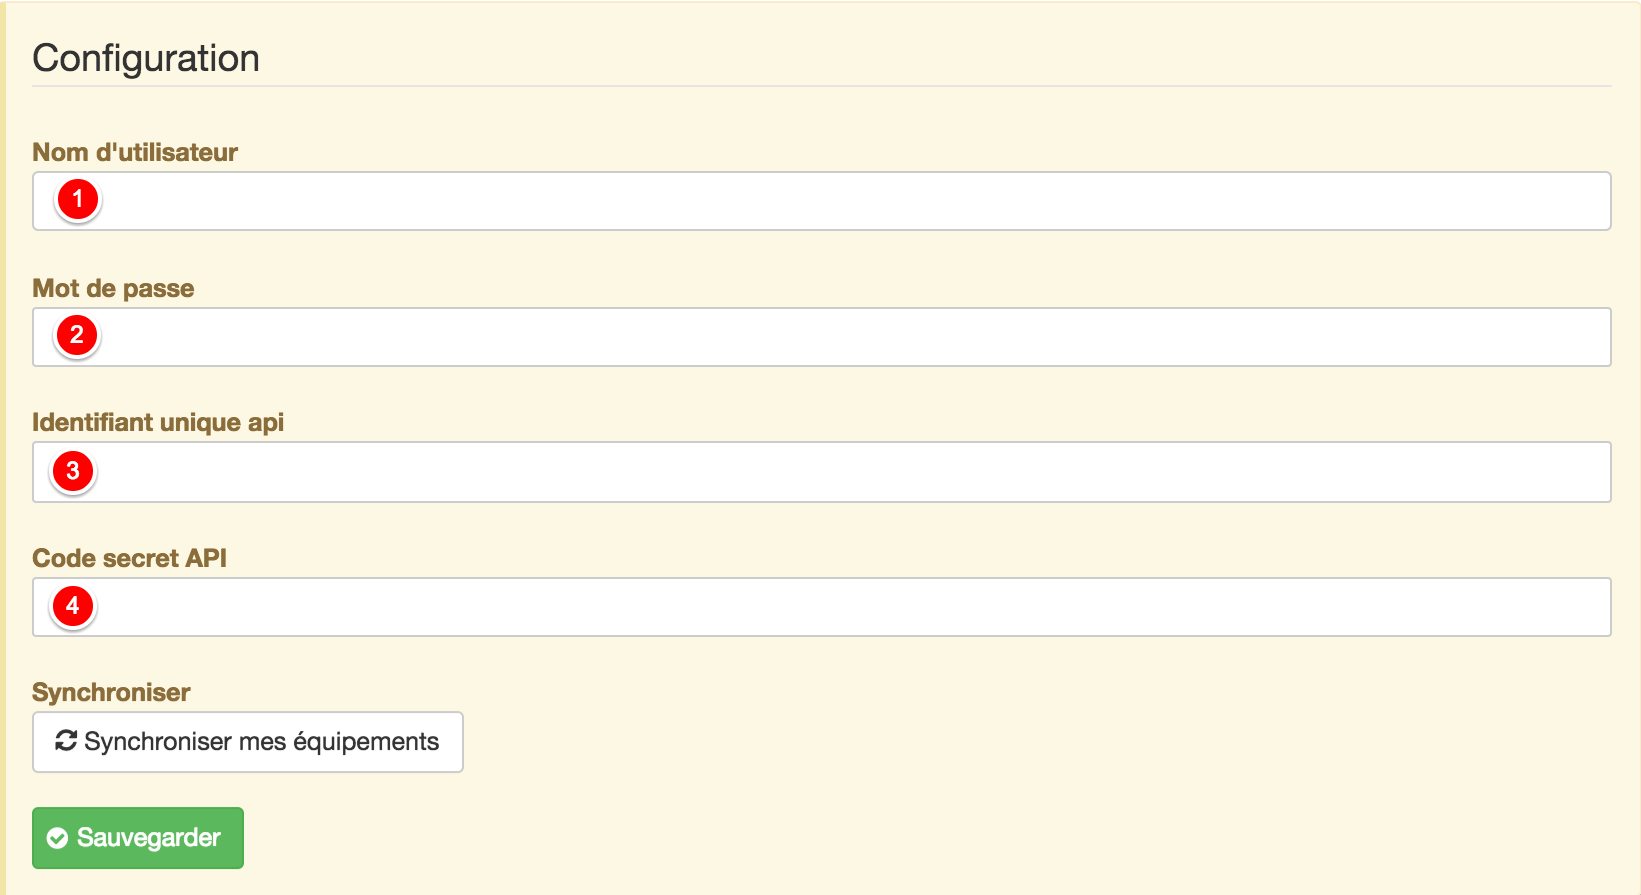 Configuration
Nom d'utilisateur
1
Mot de passe
2
Identifiant unique api
3
Code secret API
4
Synchroniser
Synchroniser mes équipements
Sauvegarder